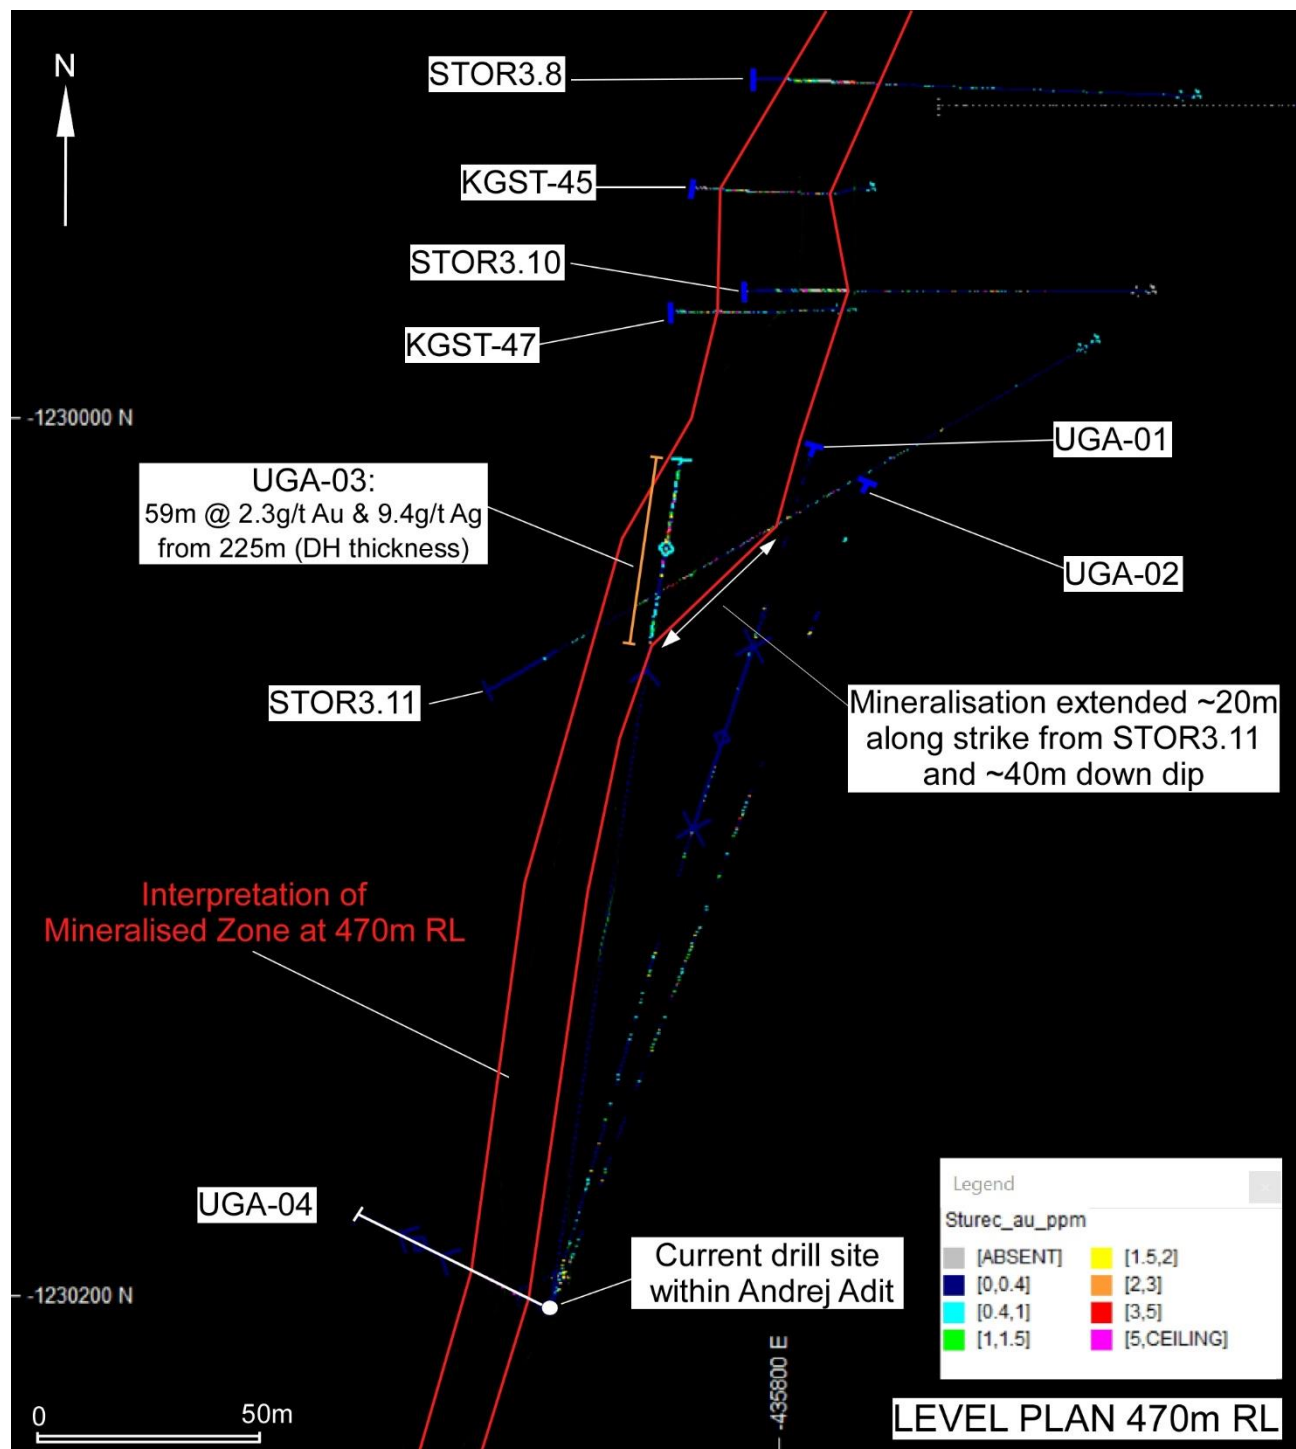 N
STOR3.8
KGST-45
STOR3.10
KGST-47
-1230000 N
UGA-01
UGA-03:
59m @ 2.3g/t Au & 9.4g/t Ag
from 225m (DH thickness)
UGA-02
STOR3.11
Mineralisation extended ~20m
along strike from STOR3.11
and ~40m down dip
Interpretation of
Mineralised Zone at 470m RL
UGA-04
Current drill site
within Andrej Adit
-1230200 N
-435800 E
0 50m
Legend
Sturec_au_ppm
[ABSENT]
[0,0.4]
[0.4,1]
[1,1.5]
[1.5,2]
[2,3]
[3,5]
[5,CEILING]
LEVEL PLAN 470m RL